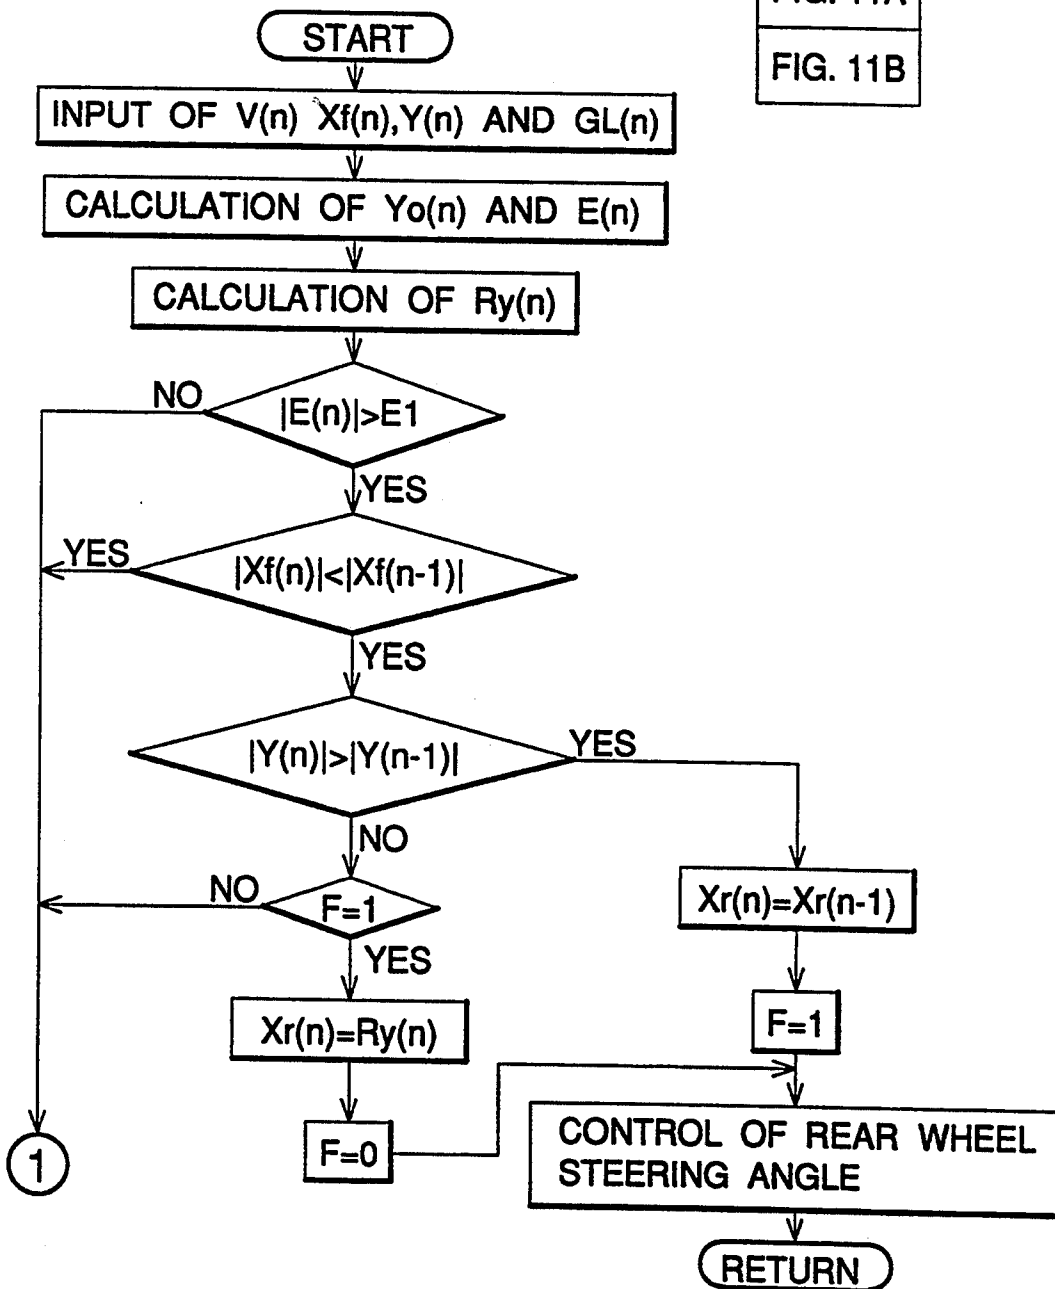 FIG. 11A
FIG. 11B
START
INPUT OF V(n) Xf(n),Y(n) AND GL(n)
CALCULATION OF Yo(n) AND E(n)
CALCULATION OF Ry(n)
NO
|E(n)|>E1
YES
YES
|Xf(n)|<|Xf(n-1)|
YES
|Y(n)|>|Y(n-1)|
YES
NO
NO
F=1
Xr(n)=Xr(n-1)
YES
Xr(n)=Ry(n)
F=1
1
F=0
CONTROL OF REAR WHEEL
STEERING ANGLE
RETURN